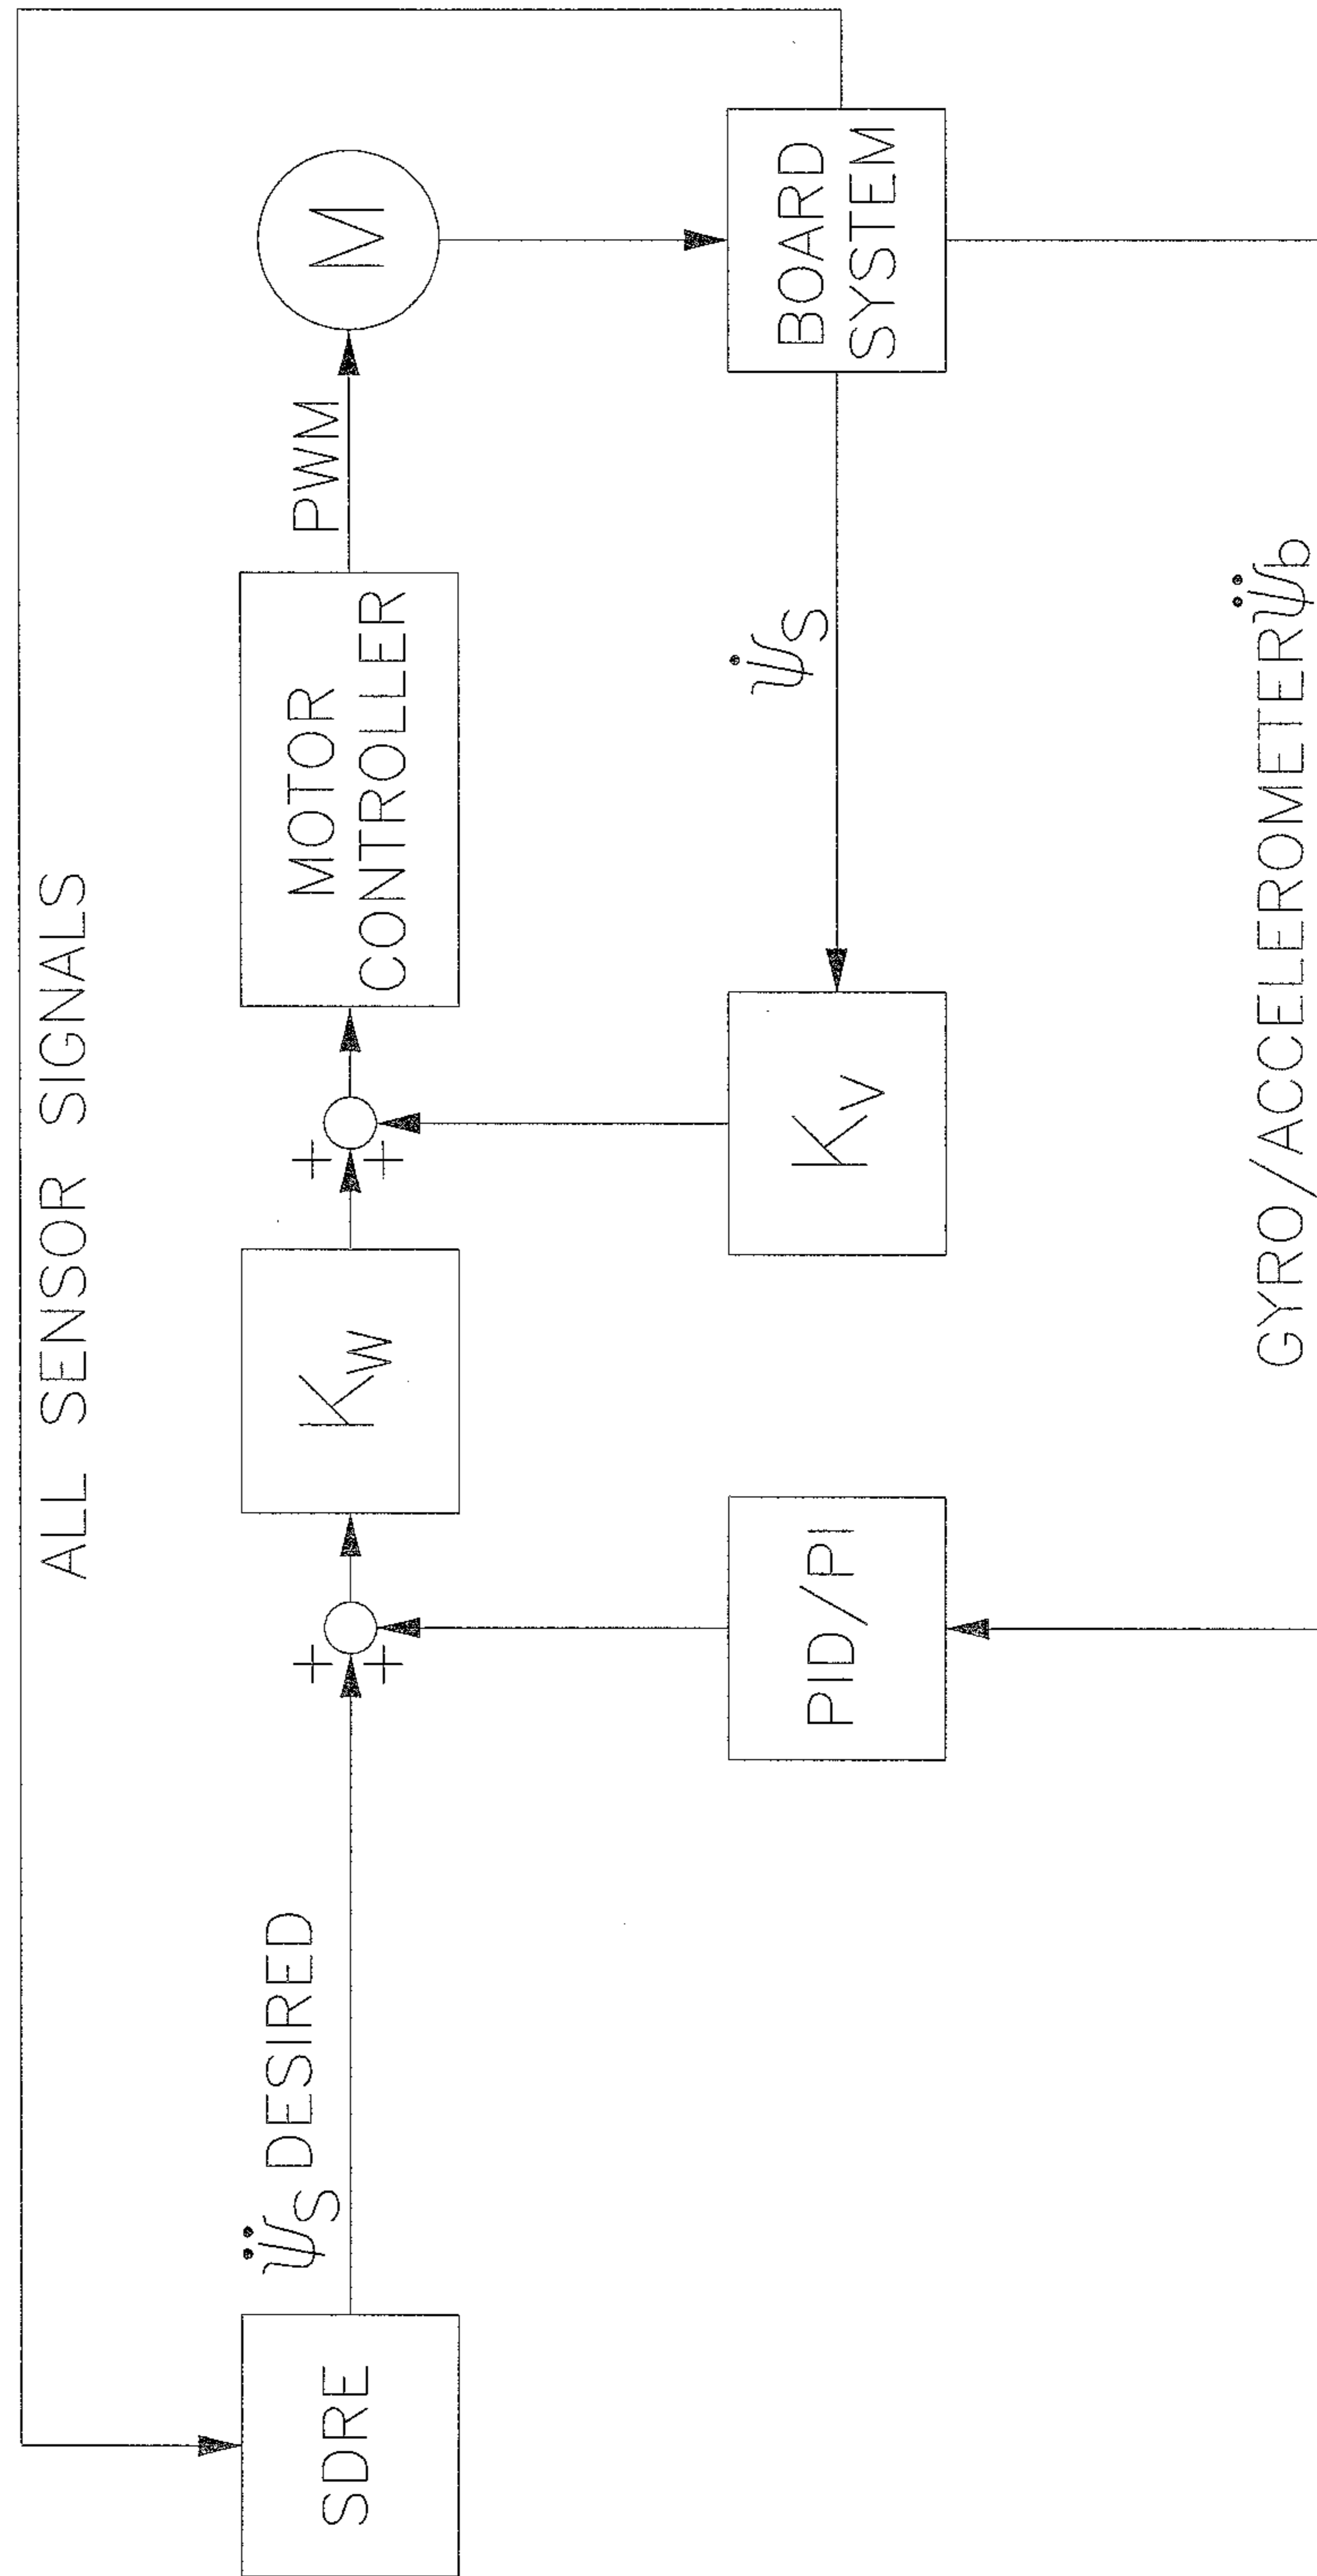 ALL SENSOR SIGNALS
SDRE
ψ̈S DESIRED
+
+
KW
+
+
MOTOR
CONTROLLER
PWM
M
PID/PI
KV
ψ̇S
BOARD
SYSTEM
GYRO/ACCELEROMETER ψ̈b